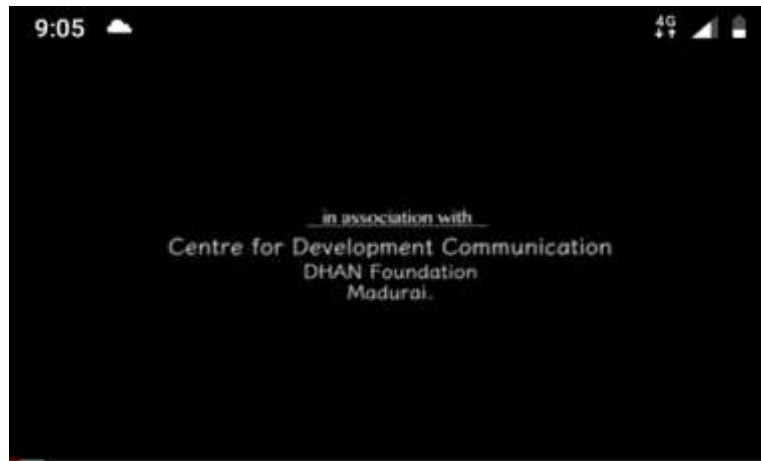 9:05 4G
in association with
Centre for Development Communication
DHAN Foundation
Madurai.